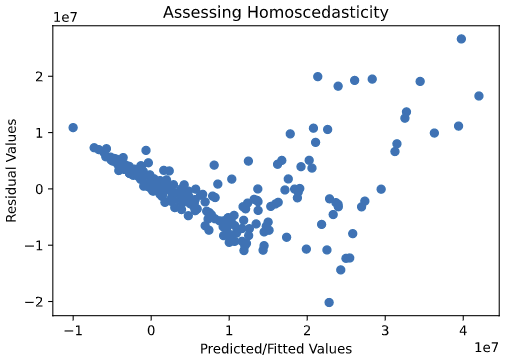 Assessing Homoscedasticity
1e7
2
1
0
−1
−2
Residual Values
−1
0
1
2
3
4
1e7
Predicted/Fitted Values